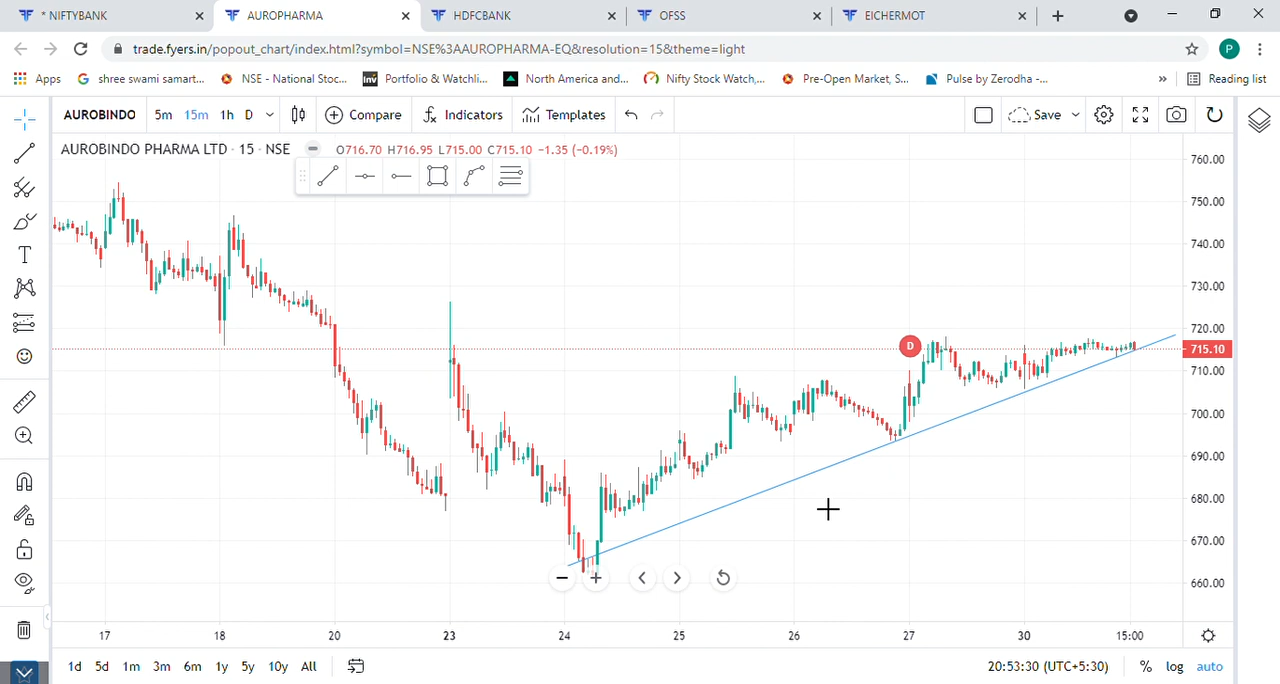 * NIFTYBANK
AUROPHARMA
HDFCBANK
OFSS
EICHERMOT
trade.fyers.in/popout_chart/index.html?symbol=NSE%3AAUROPHARMA-EQ&resolution=15&theme=light
P
Apps
shree swami samart...
NSE - National Stoc...
Inv
Portfolio & Watchli...
North America and...
Nifty Stock Watch,...
Pre-Open Market, S...
Pulse by Zerodha -...
»
Reading list
AUROBINDO
5m 15m 1h D
Compare
Indicators
Templates
Save
AUROBINDO PHARMA LTD · 15 · NSE
O716.70 H716.95 L715.00 C715.10 −1.35 (−0.19%)
760.00
750.00
740.00
730.00
720.00
715.10
710.00
700.00
690.00
680.00
670.00
660.00
D
T
17 18 20 23 24 25 26 27 30 15:00
1d 5d 1m 3m 6m 1y 5y 10y All
20:53:30 (UTC+5:30)
% log auto